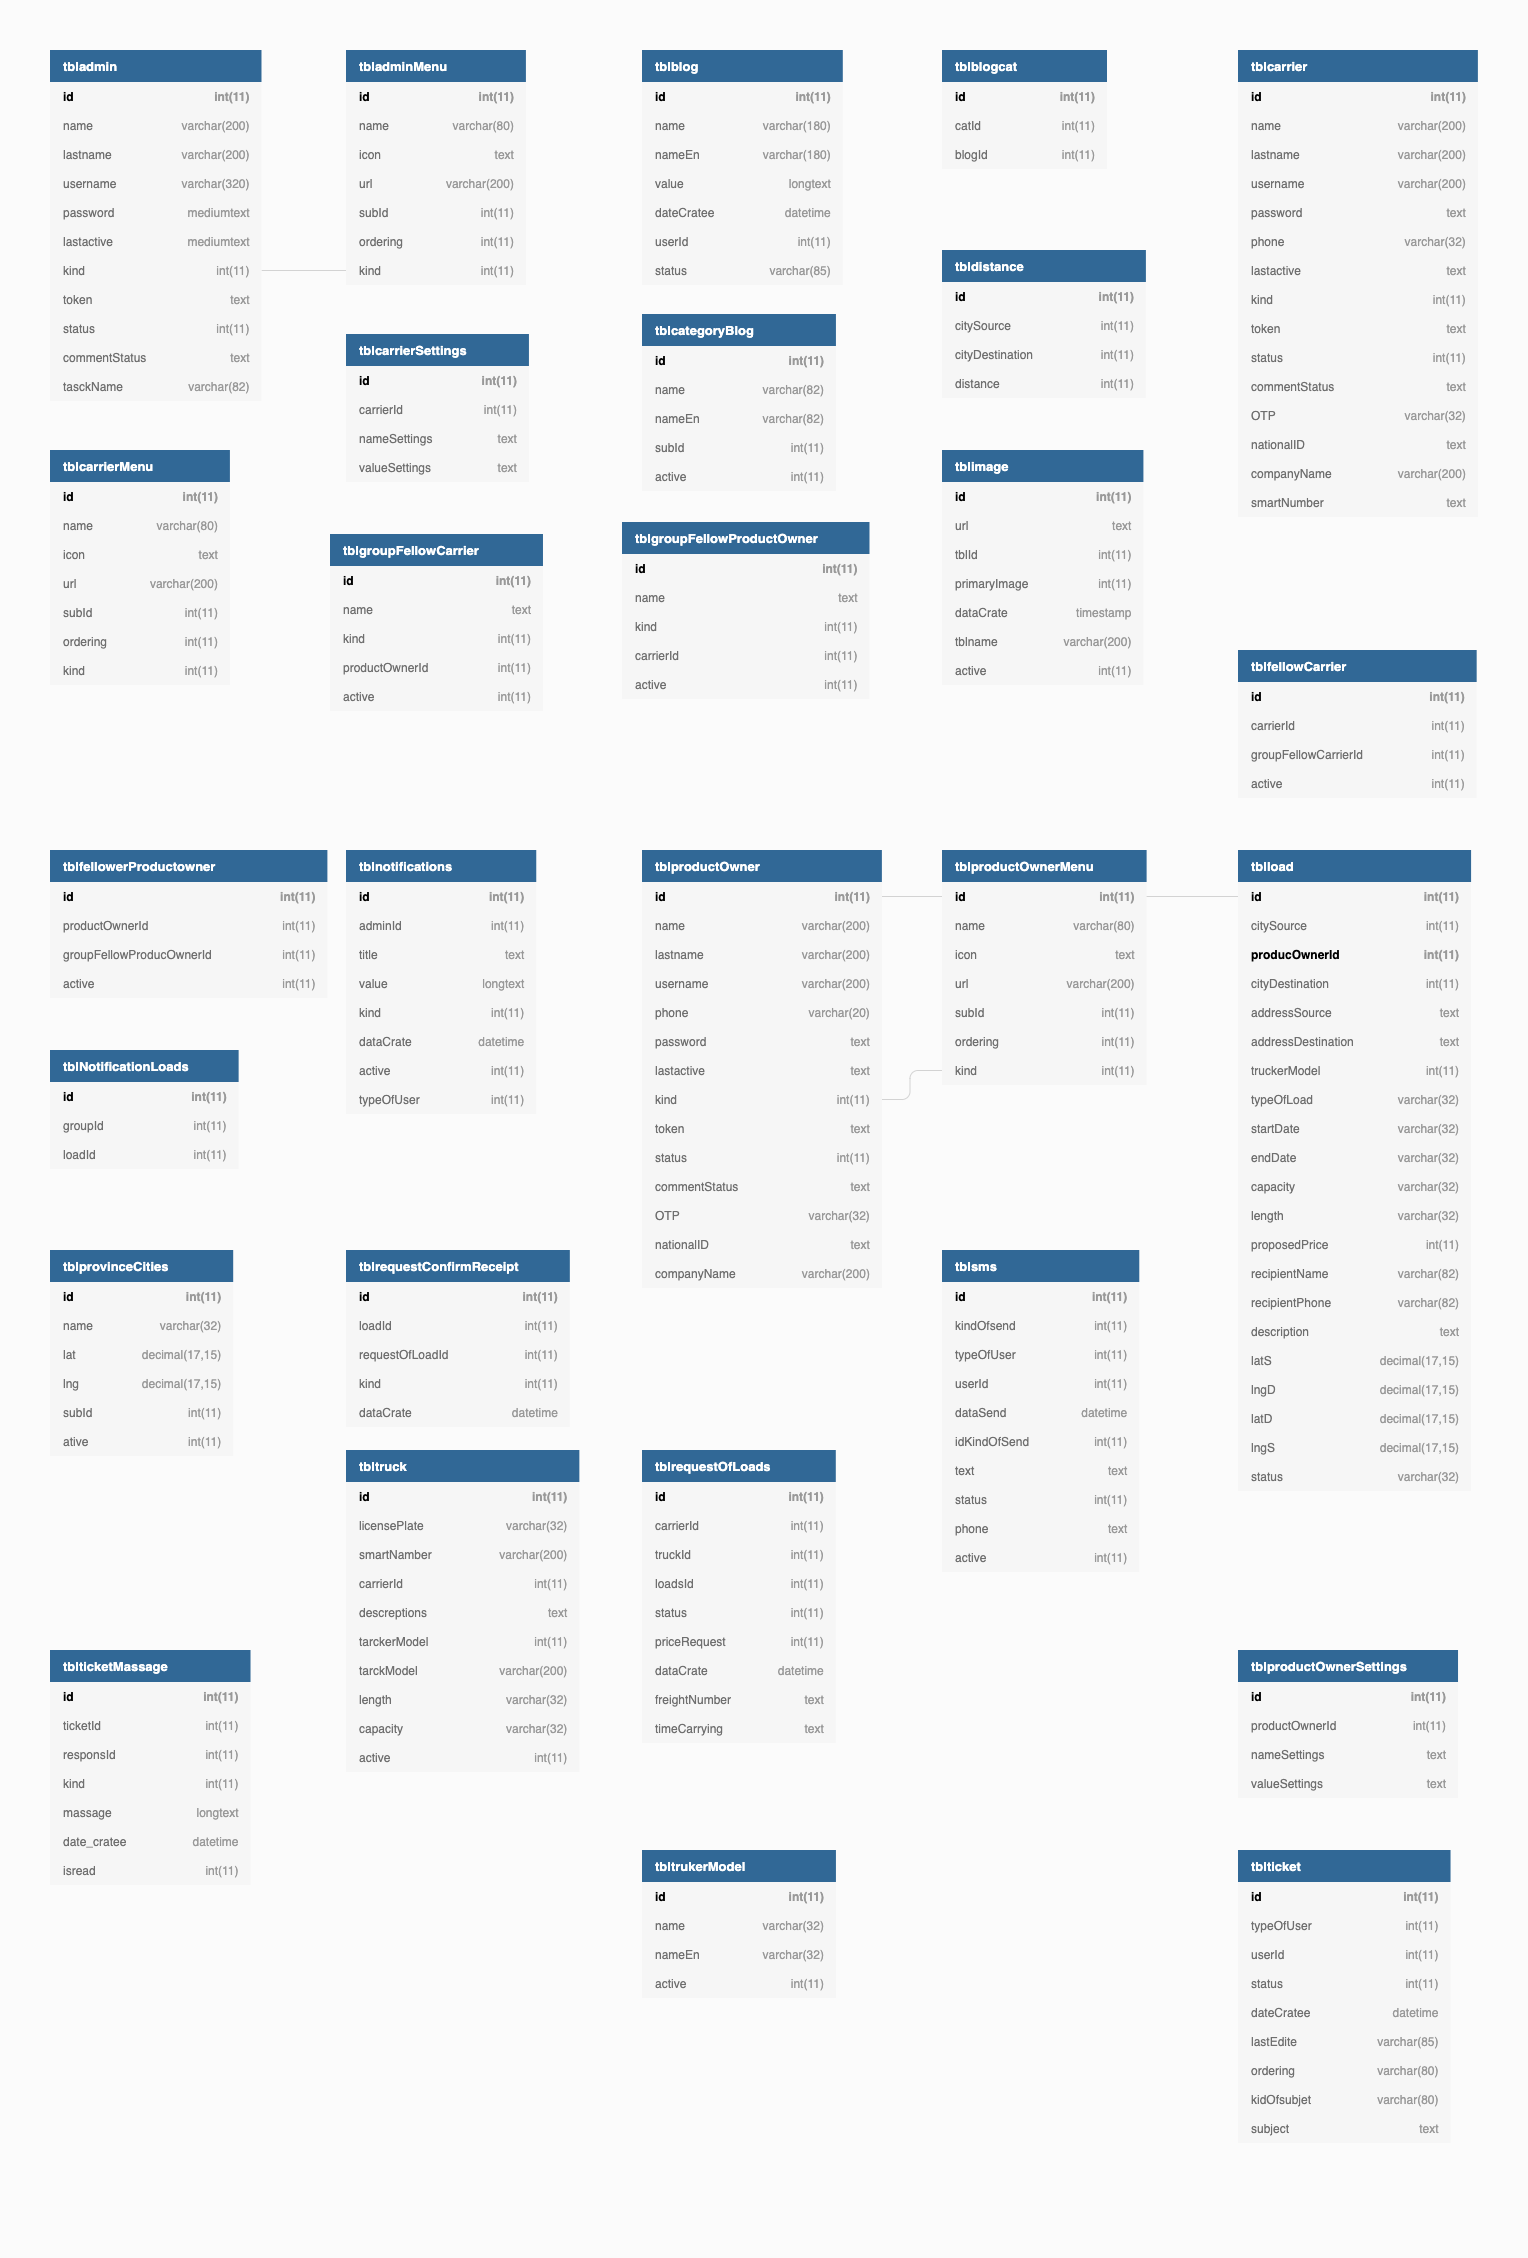 tbladmin
id int(11)
name varchar(200)
lastname varchar(200)
username varchar(320)
password mediumtext
lastactive mediumtext
kind int(11)
token text
status int(11)
commentStatus text
tasckName varchar(82)
tbladminMenu
id int(11)
name varchar(80)
icon text
url varchar(200)
subId int(11)
ordering int(11)
kind int(11)
tblblog
id int(11)
name varchar(180)
nameEn varchar(180)
value longtext
dateCratee datetime
userId int(11)
status varchar(85)
tblblogcat
id int(11)
catId int(11)
blogId int(11)
tblcarrier
id int(11)
name varchar(200)
lastname varchar(200)
username varchar(200)
password text
phone varchar(32)
lastactive text
kind int(11)
token text
status int(11)
commentStatus text
OTP varchar(32)
nationalID text
companyName varchar(200)
smartNumber text
tbldistance
id int(11)
citySource int(11)
cityDestination int(11)
distance int(11)
tblcarrierSettings
id int(11)
carrierId int(11)
nameSettings text
valueSettings text
tblcategoryBlog
id int(11)
name varchar(82)
nameEn varchar(82)
subId int(11)
active int(11)
tblcarrierMenu
id int(11)
name varchar(80)
icon text
url varchar(200)
subId int(11)
ordering int(11)
kind int(11)
tblgroupFellowCarrier
id int(11)
name text
kind int(11)
productOwnerId int(11)
active int(11)
tblgroupFellowProductOwner
id int(11)
name text
kind int(11)
carrierId int(11)
active int(11)
tblimage
id int(11)
url text
tblId int(11)
primaryImage int(11)
dataCrate timestamp
tblname varchar(200)
active int(11)
tblfellowCarrier
id int(11)
carrierId int(11)
groupFellowCarrierId int(11)
active int(11)
tblfellowerProductowner
id int(11)
productOwnerId int(11)
groupFellowProducOwnerId int(11)
active int(11)
tblnotifications
id int(11)
adminId int(11)
title text
value longtext
kind int(11)
dataCrate datetime
active int(11)
typeOfUser int(11)
tblproductOwner
id int(11)
name varchar(200)
lastname varchar(200)
username varchar(200)
phone varchar(20)
password text
lastactive text
kind int(11)
token text
status int(11)
commentStatus text
OTP varchar(32)
nationalID text
companyName varchar(200)
tblproductOwnerMenu
id int(11)
name varchar(80)
icon text
url varchar(200)
subId int(11)
ordering int(11)
kind int(11)
tblload
id int(11)
citySource int(11)
producOwnerId int(11)
cityDestination int(11)
addressSource text
addressDestination text
truckerModel int(11)
typeOfLoad varchar(32)
startDate varchar(32)
endDate varchar(32)
capacity varchar(32)
length varchar(32)
proposedPrice int(11)
recipientName varchar(82)
recipientPhone varchar(82)
description text
latS decimal(17,15)
lngD decimal(17,15)
latD decimal(17,15)
lngS decimal(17,15)
status varchar(32)
tblNotificationLoads
id int(11)
groupId int(11)
loadId int(11)
tblprovinceCities
id int(11)
name varchar(32)
lat decimal(17,15)
lng decimal(17,15)
subId int(11)
ative int(11)
tblrequestConfirmReceipt
id int(11)
loadId int(11)
requestOfLoadId int(11)
kind int(11)
dataCrate datetime
tblsms
id int(11)
kindOfsend int(11)
typeOfUser int(11)
userId int(11)
dataSend datetime
idKindOfSend int(11)
text text
status int(11)
phone text
active int(11)
tbltruck
id int(11)
licensePlate varchar(32)
smartNamber varchar(200)
carrierId int(11)
descreptions text
tarckerModel int(11)
tarckModel varchar(200)
length varchar(32)
capacity varchar(32)
active int(11)
tblrequestOfLoads
id int(11)
carrierId int(11)
truckId int(11)
loadsId int(11)
status int(11)
priceRequest int(11)
dataCrate datetime
freightNumber text
timeCarrying text
tblticketMassage
id int(11)
ticketId int(11)
responsId int(11)
kind int(11)
massage longtext
date_cratee datetime
isread int(11)
tblproductOwnerSettings
id int(11)
productOwnerId int(11)
nameSettings text
valueSettings text
tbltrukerModel
id int(11)
name varchar(32)
nameEn varchar(32)
active int(11)
tblticket
id int(11)
typeOfUser int(11)
userId int(11)
status int(11)
dateCratee datetime
lastEdite varchar(85)
ordering varchar(80)
kidOfsubjet varchar(80)
subject text